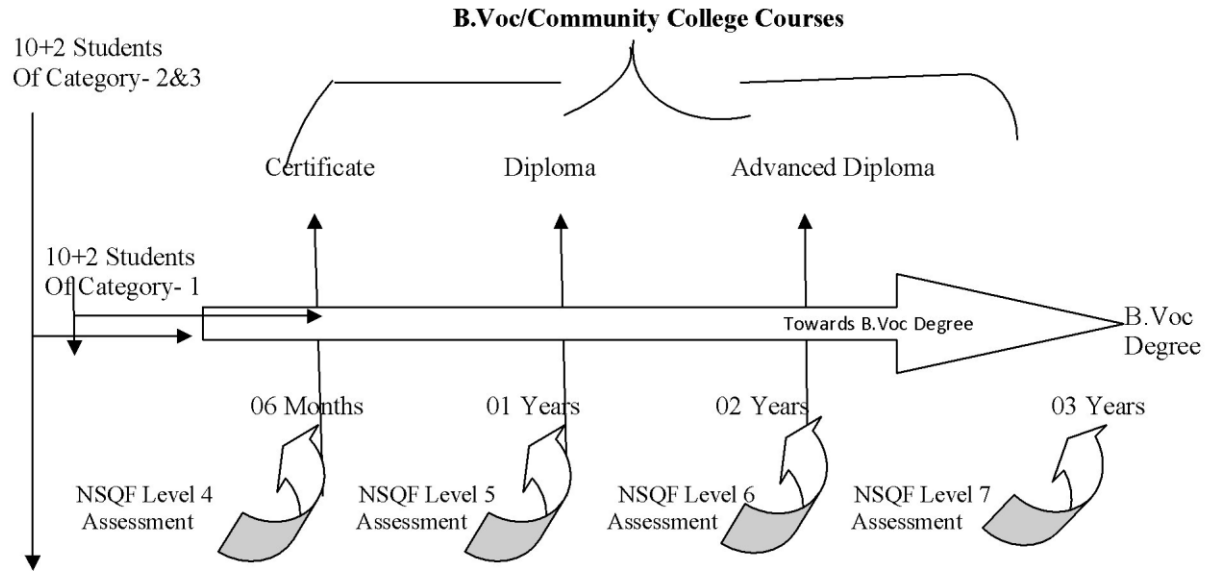 B.Voc/Community College Courses
10+2 Students
Of Category- 2&3
Certificate
Diploma
Advanced Diploma
10+2 Students
Of Category- 1
Towards B.Voc Degree
B.Voc
Degree
06 Months
01 Years
02 Years
03 Years
NSQF Level 4
Assessment
NSQF Level 5
Assessment
NSQF Level 6
Assessment
NSQF Level 7
Assessment